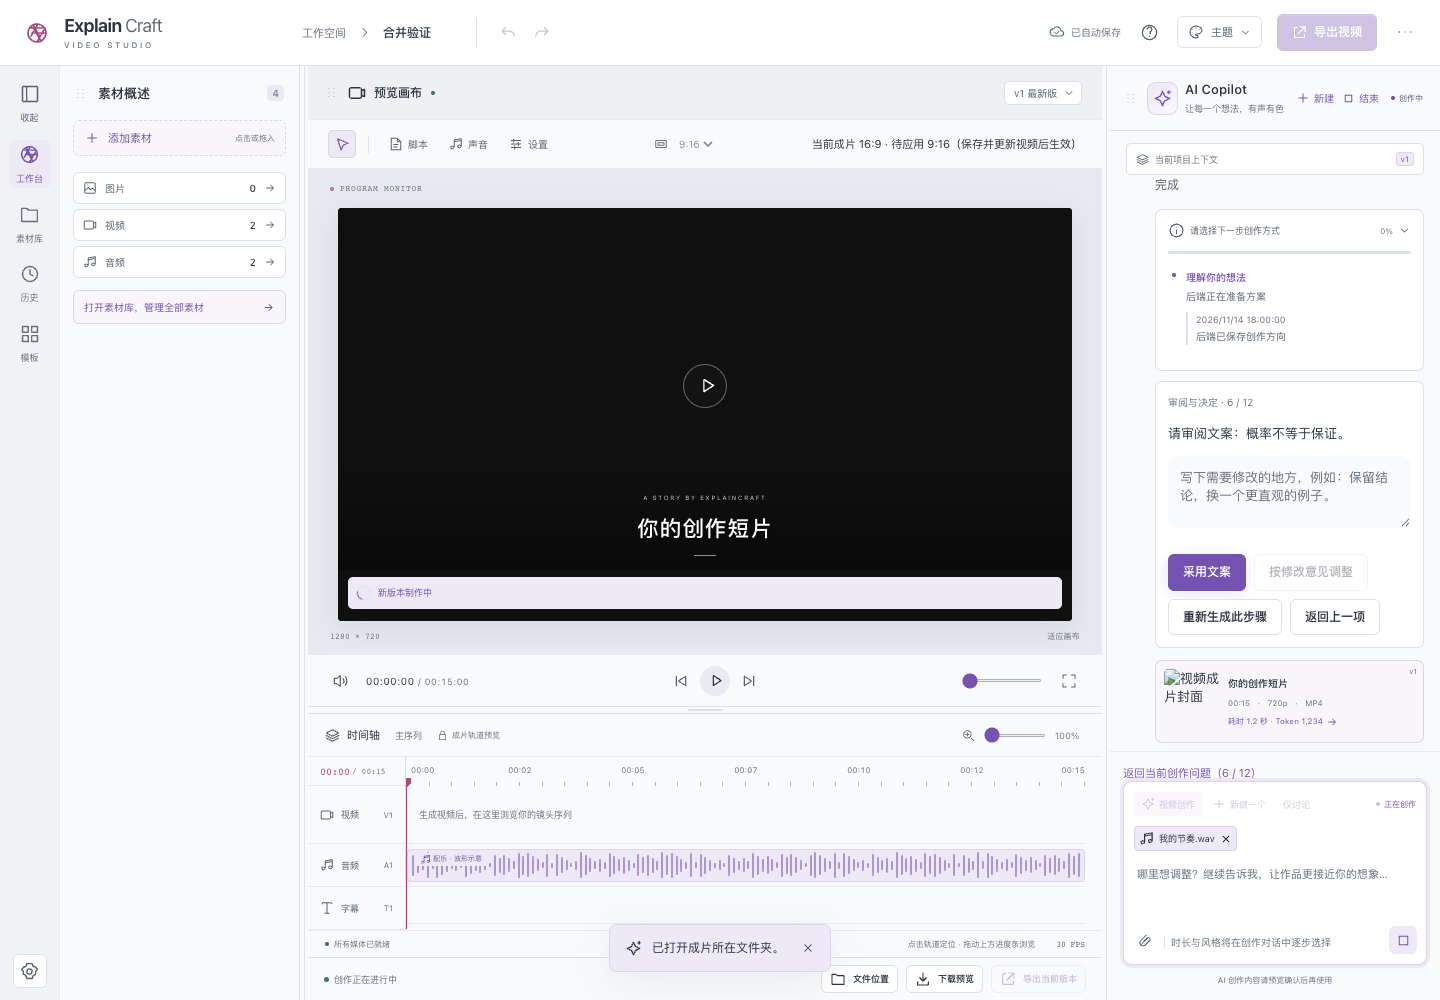 Explain Craft
VIDEO STUDIO
工作空间
合并验证
已自动保存
主题
导出视频
收起
工作台
素材库
历史
模板
素材概述
4
添加素材
点击或拖入
图片
0
视频
2
音频
2
打开素材库，管理全部素材
预览画布
v1 最新版
脚本
声音
设置
9:16
当前成片 16:9 · 待应用 9:16（保存并更新视频后生效）
PROGRAM MONITOR
A STORY BY EXPLAINCRAFT
你的创作短片
新版本制作中
1280 × 720
适应画布
00:00:00 / 00:15:00
时间轴
主序列
成片轨道预览
100%
00:00 / 00:15
00:00
00:02
00:05
00:07
00:10
00:12
00:15
视频
V1
生成视频后，在这里浏览你的镜头序列
音频
A1
配乐 · 波形示意
字幕
T1
所有媒体已就绪
点击轨道定位 · 拖动上方进度条浏览
30 FPS
创作正在进行中
已打开成片所在文件夹。
文件位置
下载预览
导出当前版本
AI Copilot
让每一个想法，有声有色
新建
结束
创作中
当前项目上下文
v1
完成
请选择下一步创作方式
0%
理解你的想法
后端正在准备方案
2026/11/14 18:00:00
后端已保存创作方向
审阅与决定 · 6 / 12
请审阅文案：概率不等于保证。
写下需要修改的地方，例如：保留结
论，换一个更直观的例子。
采用文案
按修改意见调整
重新生成此步骤
返回上一项
视频成
片封面
你的创作短片
v1
00:15 · 720p · MP4
耗时 1.2 秒 · Token 1,234
返回当前创作问题（6 / 12）
视频创作
新做一个
仅讨论
正在创作
我的节奏.wav
哪里想调整？继续告诉我，让作品更接近你的想象...
时长与风格将在创作对话中逐步选择
AI 创作内容请预览确认后再使用